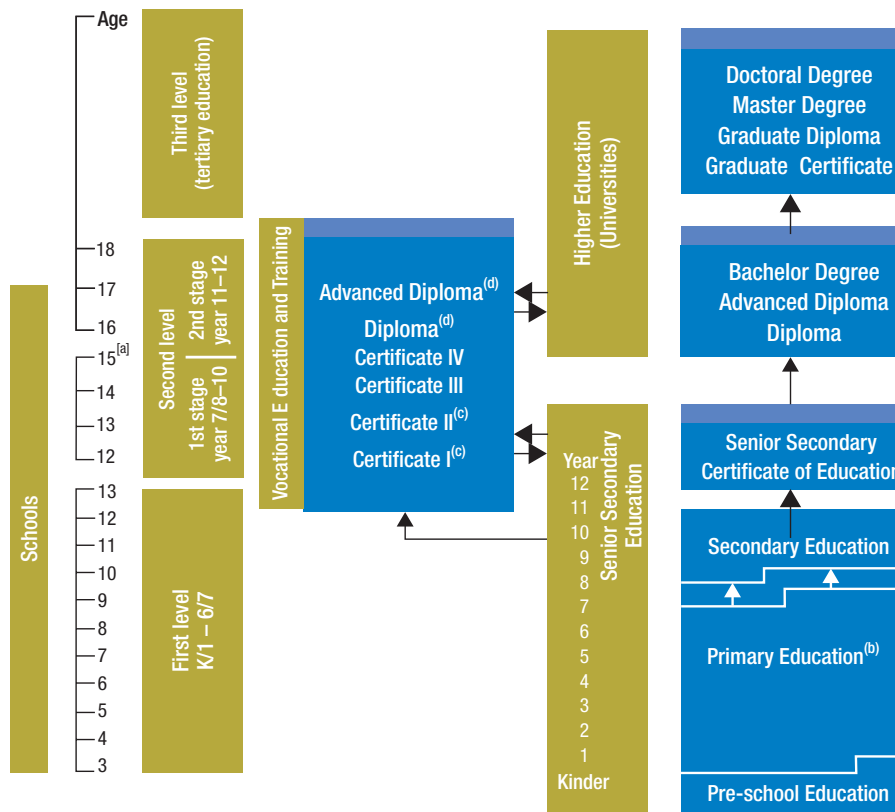 Age
18
17
16
15[a]
14
13
12
13
12
11
10
9
8
7
6
5
4
3
Schools
Third level
(tertiary education)
Second level
1st stage
year 7/8–10
2nd stage
year 11–12
First level
K/1 – 6/7
Vocational E ducation and Training
Advanced Diploma(d)
Diploma(d)
Certificate IV
Certificate III
Certificate II(c)
Certificate I(c)
Higher Education
(Universities)
Senior Secondary
Education
Year
12
11
10
9
8
7
6
5
4
3
2
1
Kinder
Doctoral Degree
Master Degree
Graduate Diploma
Graduate Certificate
Bachelor Degree
Advanced Diploma
Diploma
Senior Secondary
Certificate of Education
Secondary Education
Primary Education(b)
Pre-school Education